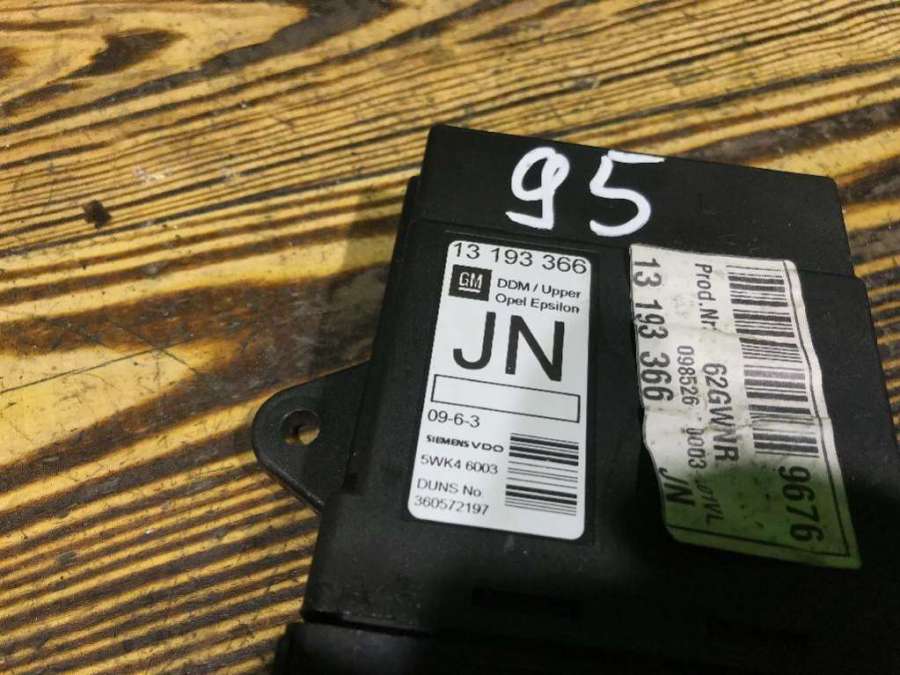 95
13 193 366
GM
DDM / Upper
Opel Epsilon
JN
09-6-3
SIEMENS VDO
5WK4 6003
DUNS No.
360572197
Prod.Nr. 62GWNR 9676
098526 0003
13 193 366 JN